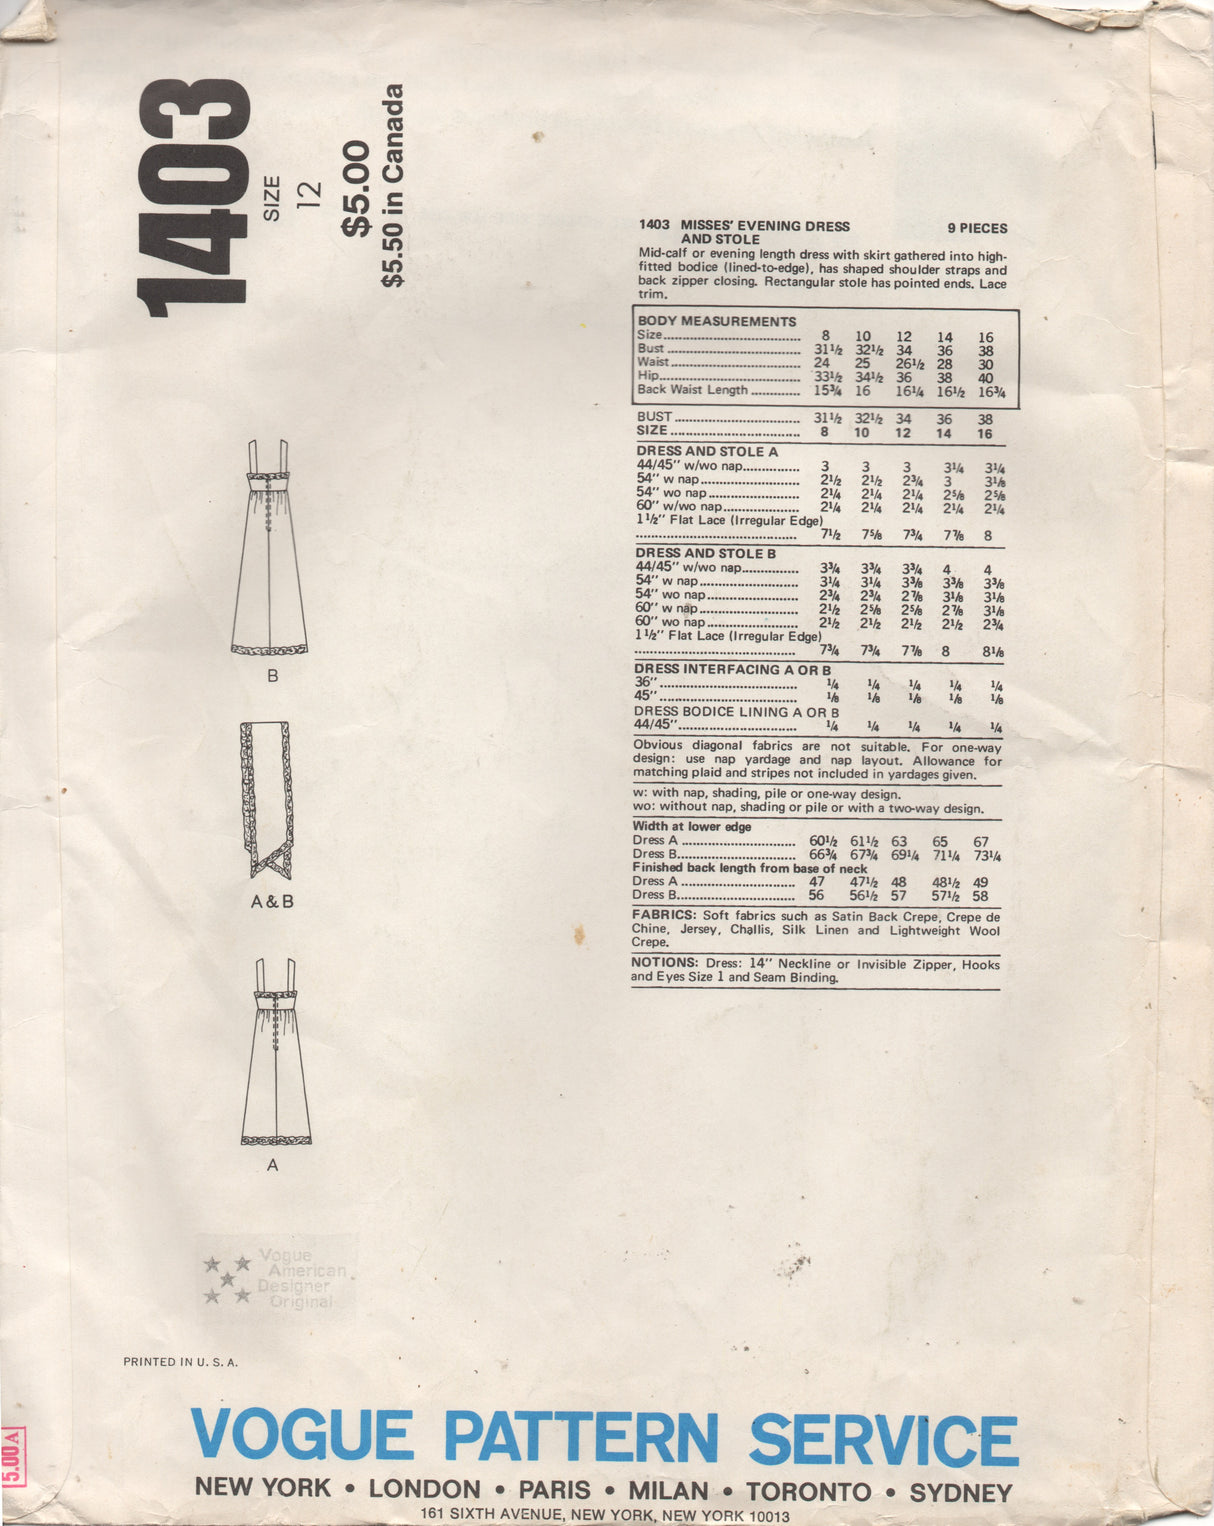 1403
SIZE
12
$5.00
$5.50 in Canada
1403 MISSES' EVENING DRESS 9 PIECES
AND STOLE
Mid-calf or evening length dress with skirt gathered into high-
fitted bodice (lined-to-edge), has shaped shoulder straps and
back zipper closing. Rectangular stole has pointed ends. Lace
trim.
BODY MEASUREMENTS
Size 8 10 12 14 16
Bust 31½ 32½ 34 36 38
Waist 24 25 26½ 28 30
Hip 33½ 34½ 36 38 40
Back Waist Length 15¾ 16 16¼ 16½ 16¾
BUST 31½ 32½ 34 36 38
SIZE 8 10 12 14 16
DRESS AND STOLE A
44/45" w/wo nap 3 3 3 3¼ 3¼
54" w nap 2½ 2½ 2¾ 3 3⅛
54" wo nap 2¼ 2¼ 2¼ 2⅝ 2⅝
60" w/wo nap 2¼ 2¼ 2¼ 2¼ 2¼
1½" Flat Lace (Irregular Edge)
7½ 7⅝ 7¾ 7⅞ 8
DRESS AND STOLE B
44/45" w/wo nap 3¾ 3¾ 3¾ 4 4
54" w nap 3¼ 3¼ 3⅜ 3⅜ 3⅜
54" wo nap 2¾ 2¾ 2⅞ 3⅛ 3⅛
60" w nap 2½ 2⅝ 2⅝ 2⅞ 3⅛
60" wo nap 2½ 2½ 2½ 2½ 2¾
1½" Flat Lace (Irregular Edge)
7¾ 7¾ 7⅞ 8 8⅛
DRESS INTERFACING A OR B
36" ¼ ¼ ¼ ¼ ¼
45" ⅛ ⅛ ⅛ ⅛ ⅛
DRESS BODICE LINING A OR B
44/45" ¼ ¼ ¼ ¼ ¼
Obvious diagonal fabrics are not suitable. For one-way
design: use nap yardage and nap layout. Allowance for
matching plaid and stripes not included in yardages given.
w: with nap, shading, pile or one-way design.
wo: without nap, shading or pile or with a two-way design.
Width at lower edge
Dress A 60½ 61½ 63 65 67
Dress B 66¾ 67¾ 69¼ 71¼ 73¼
Finished back length from base of neck
Dress A 47 47½ 48 48½ 49
Dress B 56 56½ 57 57½ 58
FABRICS: Soft fabrics such as Satin Back Crepe, Crepe de
Chine, Jersey, Challis, Silk Linen and Lightweight Wool
Crepe.
NOTIONS: Dress: 14" Neckline or Invisible Zipper, Hooks
and Eyes Size 1 and Seam Binding.
B
A & B
A
Vogue
American
Designer
Original
PRINTED IN U. S. A.
5.00 A
VOGUE PATTERN SERVICE
NEW YORK • LONDON • PARIS • MILAN • TORONTO • SYDNEY
161 SIXTH AVENUE, NEW YORK, NEW YORK 10013